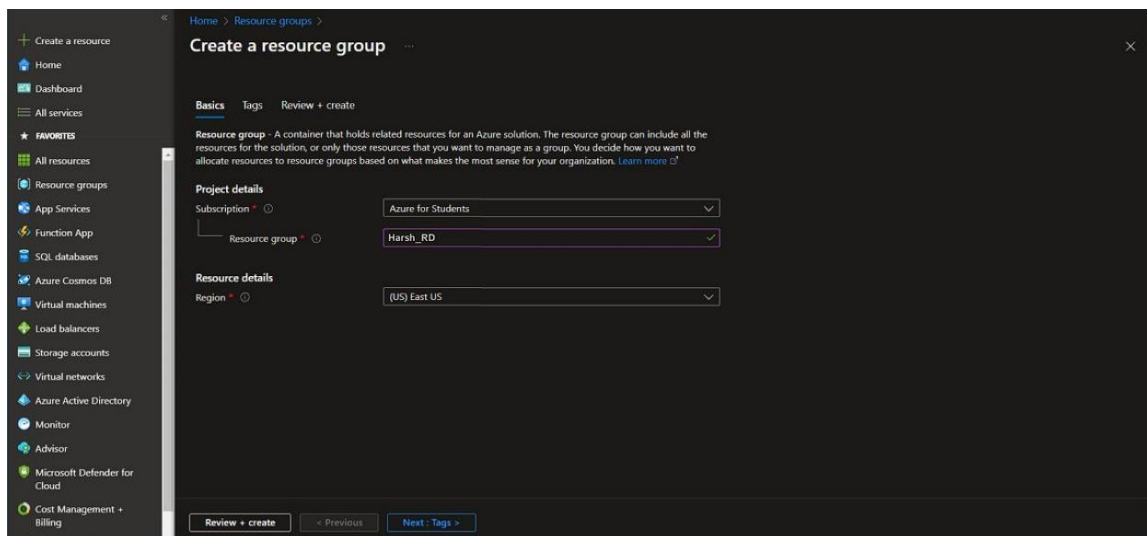 «
+ Create a resource
Home
Dashboard
All services
★ FAVORITES
All resources
Resource groups
App Services
Function App
SQL databases
Azure Cosmos DB
Virtual machines
Load balancers
Storage accounts
Virtual networks
Azure Active Directory
Monitor
Advisor
Microsoft Defender for
Cloud
Cost Management +
Billing
Home > Resource groups >
Create a resource group ...
Basics Tags Review + create
Resource group - A container that holds related resources for an Azure solution. The resource group can include all the
resources for the solution, or only those resources that you want to manage as a group. You decide how you want to
allocate resources to resource groups based on what makes the most sense for your organization. Learn more
Project details
Subscription * Azure for Students
Resource group * Harsh_RD
Resource details
Region * (US) East US
Review + create < Previous Next : Tags >